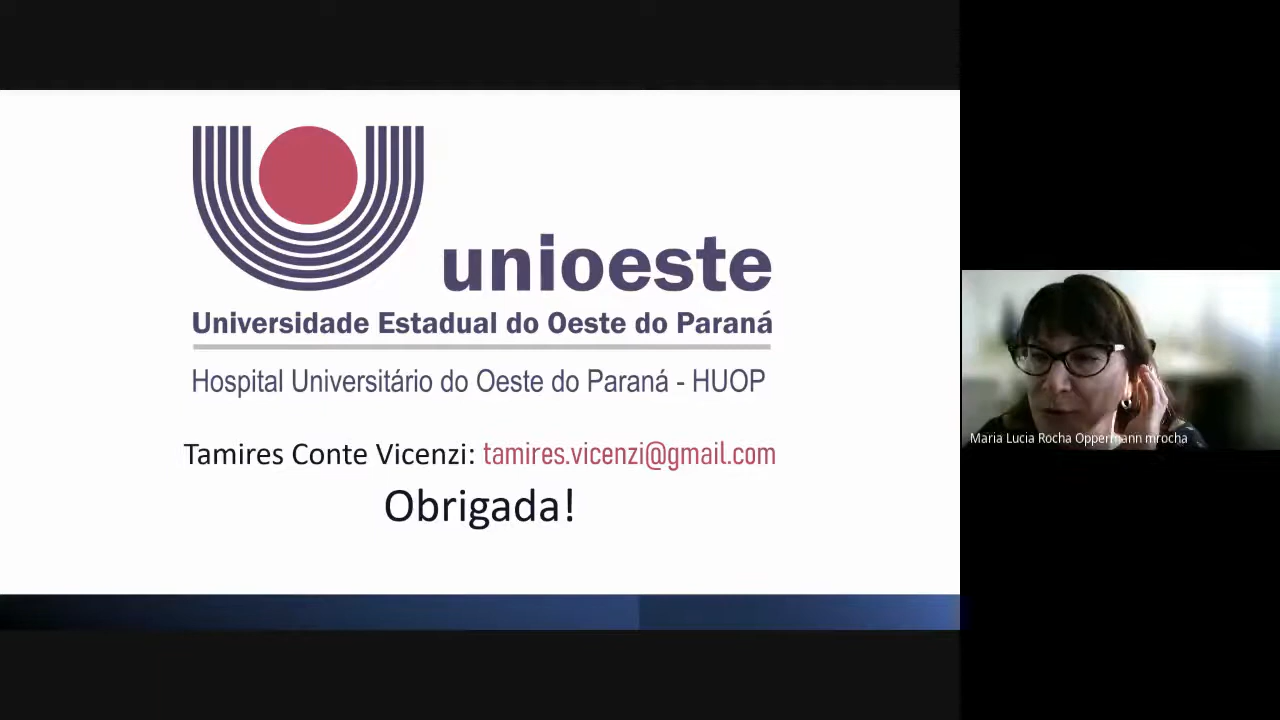 unioeste
Universidade Estadual do Oeste do Paraná
Hospital Universitário do Oeste do Paraná - HUOP
Tamires Conte Vicenzi: tamires.vicenzi@gmail.com
Obrigada!
Maria Lucia Rocha Oppermann mrocha